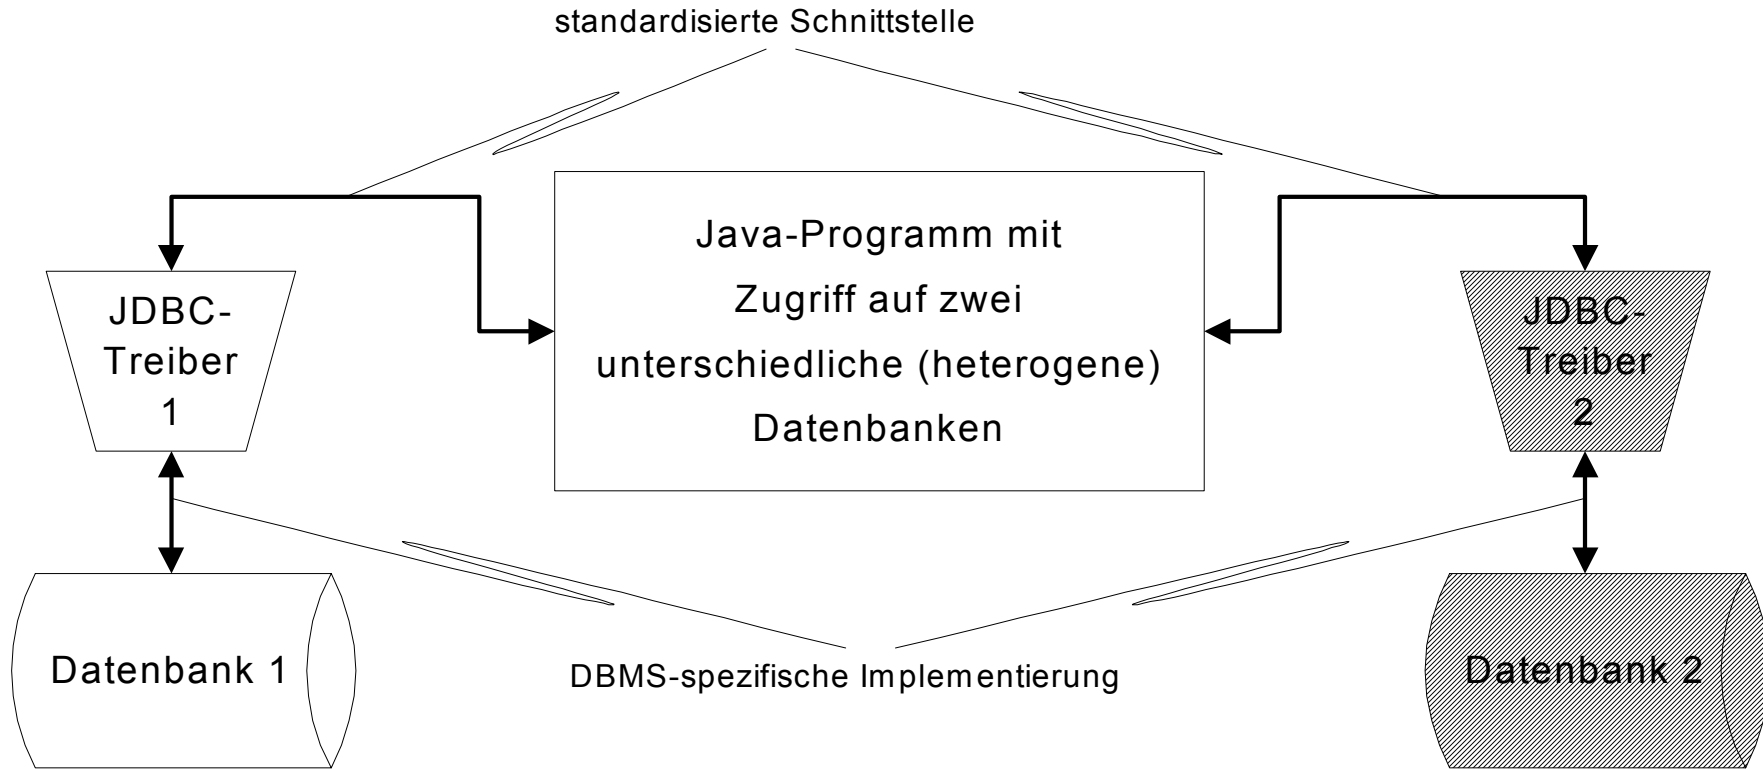 standardisierte Schnittstelle
Java-Programm mit
Zugriff auf zwei
unterschiedliche (heterogene)
Datenbanken
JDBC-
Treiber
1
JDBC-
Treiber
2
Datenbank 1
DBMS-spezifische Implementierung
Datenbank 2